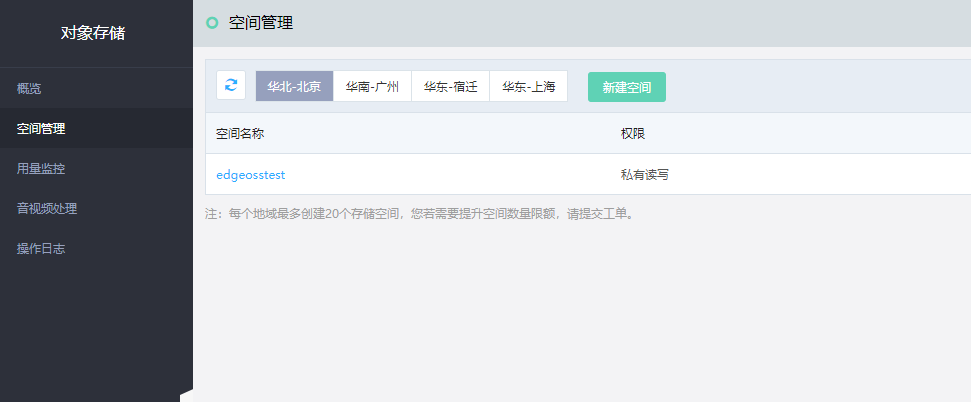 对象存储
概览
空间管理
用量监控
音视频处理
操作日志
空间管理
华北-北京 华南-广州 华东-宿迁 华东-上海 新建空间
空间名称 权限
edgeosstest 私有读写
注：每个地域最多创建20个存储空间，您若需要提升空间数量限额，请提交工单。